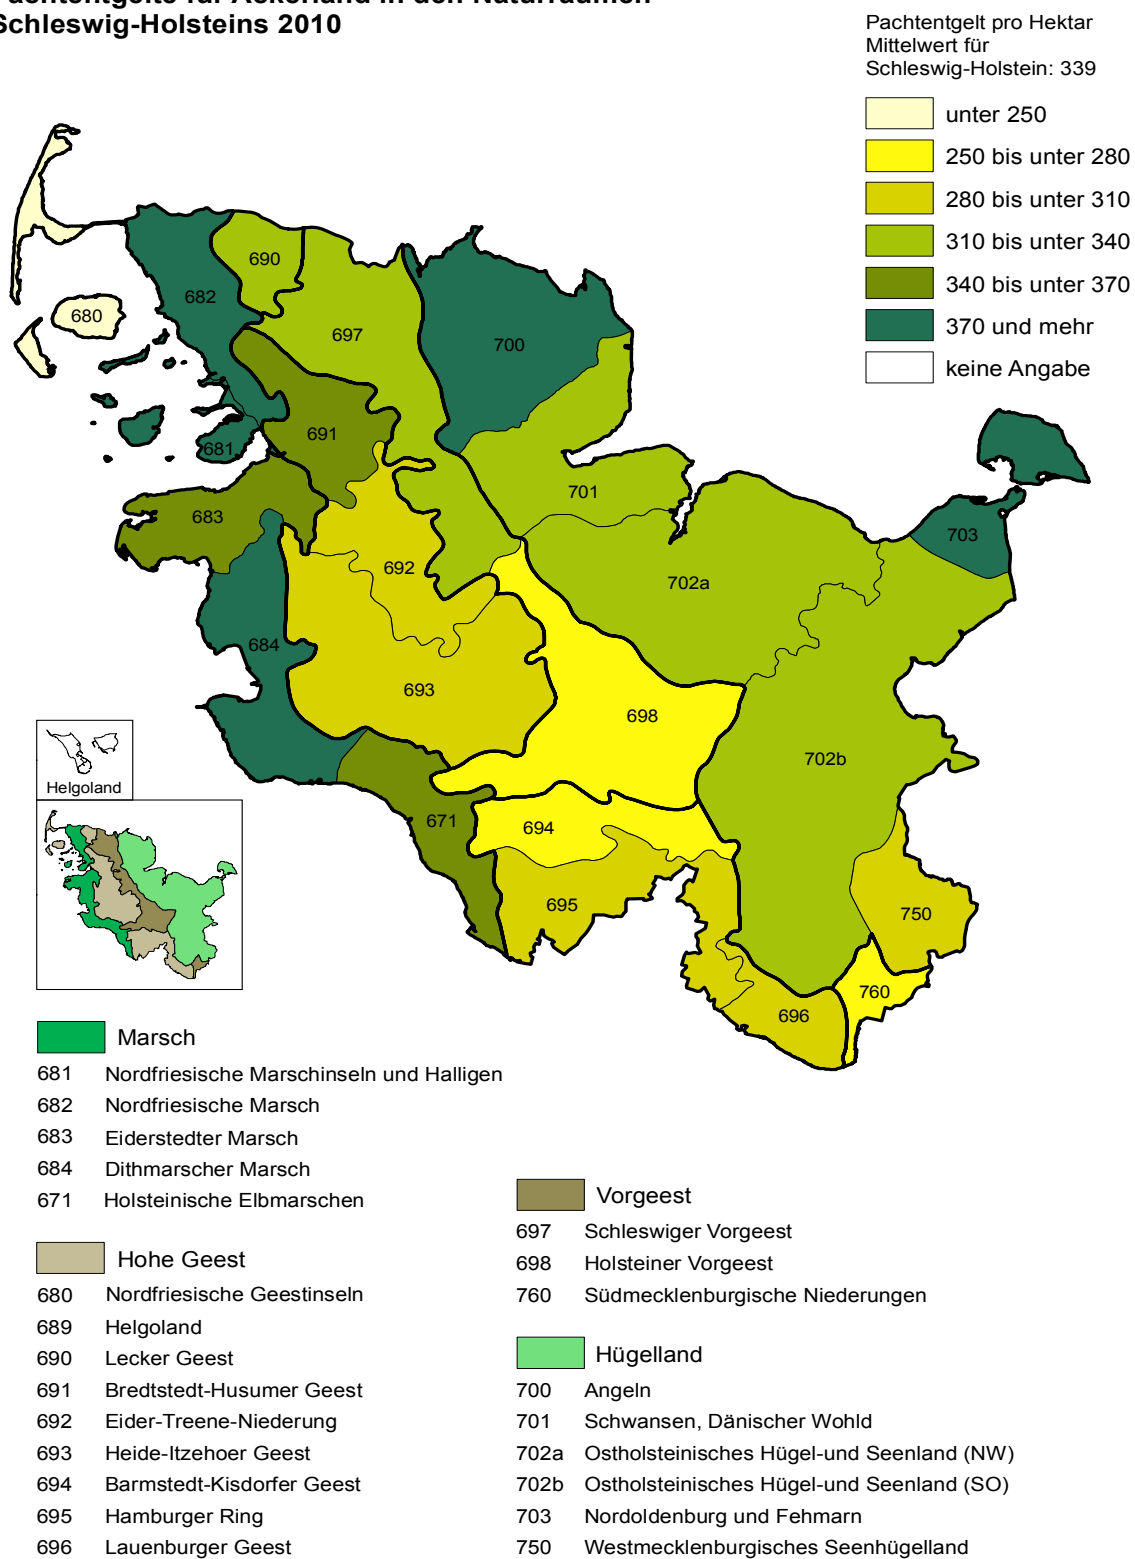 Schleswig-Holsteins 2010
Pachtentgelt pro Hektar
Mittelwert für
Schleswig-Holstein: 339
unter 250
250 bis unter 280
280 bis unter 310
310 bis unter 340
340 bis unter 370
370 und mehr
keine Angabe
690
682
680
697
700
691
681
701
683
703
692
702a
684
693
698
702b
Helgoland
671
694
695
750
760
696
Marsch
681 Nordfriesische Marschinseln und Halligen
682 Nordfriesische Marsch
683 Eiderstedter Marsch
684 Dithmarscher Marsch
671 Holsteinische Elbmarschen
Hohe Geest
680 Nordfriesische Geestinseln
689 Helgoland
690 Lecker Geest
691 Bredtstedt-Husumer Geest
692 Eider-Treene-Niederung
693 Heide-Itzehoer Geest
694 Barmstedt-Kisdorfer Geest
695 Hamburger Ring
696 Lauenburger Geest
Vorgeest
697 Schleswiger Vorgeest
698 Holsteiner Vorgeest
760 Südmecklenburgische Niederungen
Hügelland
700 Angeln
701 Schwansen, Dänischer Wohld
702a Ostholsteinisches Hügel-und Seenland (NW)
702b Ostholsteinisches Hügel-und Seenland (SO)
703 Nordoldenburg und Fehmarn
750 Westmecklenburgisches Seenhügelland